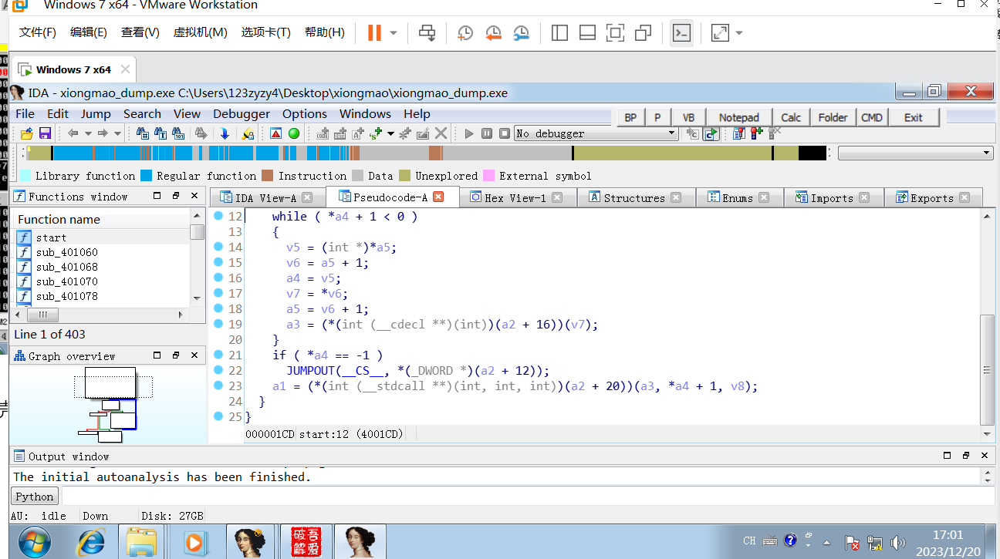 Windows 7 x64 - VMware Workstation
文件(F) 编辑(E) 查看(V) 虚拟机(M) 选项卡(T) 帮助(H)
Windows 7 x64
IDA - xiongmao_dump.exe C:\Users\123zyzy4\Desktop\xiongmao\xiongmao_dump.exe
File Edit Jump Search View Debugger Options Windows Help
BP P VB Notepad Calc Folder CMD Exit
No debugger
Library function Regular function Instruction Data Unexplored External symbol
Functions window
IDA View-A Pseudocode-A Hex View-1 Structures Enums Imports Exports
Function name
start
sub_401060
sub_401068
sub_401070
sub_401078
Line 1 of 403
Graph overview
12 while ( *a4 + 1 < 0 )
13 {
14 v5 = (int *)*a5;
15 v6 = a5 + 1;
16 a4 = v5;
17 v7 = *v6;
18 a5 = v6 + 1;
19 a3 = (*(int (__cdecl **)(int))(a2 + 16))(v7);
20 }
21 if ( *a4 == -1 )
22 JUMPOUT(__CS__, *(_DWORD *)(a2 + 12));
23 a1 = (*(int (__stdcall **)(int, int, int))(a2 + 20))(a3, *a4 + 1, v8);
24 }
25 }
000001CD start:12 (4001CD)
Output window
The initial autoanalysis has been finished.
Python
AU: idle Down Disk: 27GB
吾爱破解
CH
17:01
2023/12/20